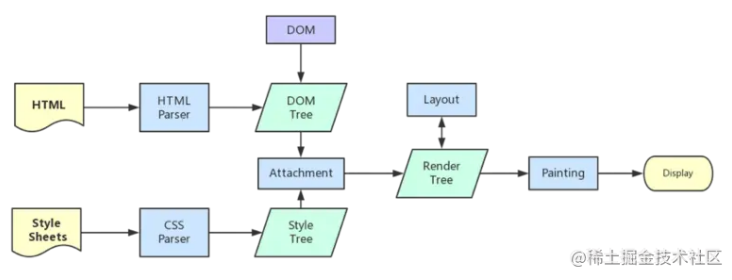 DOM
HTML
HTML
Parser
DOM
Tree
Layout
Attachment
Render
Tree
Painting
Display
Style
Sheets
CSS
Parser
Style
Tree
@稀土掘金技术社区